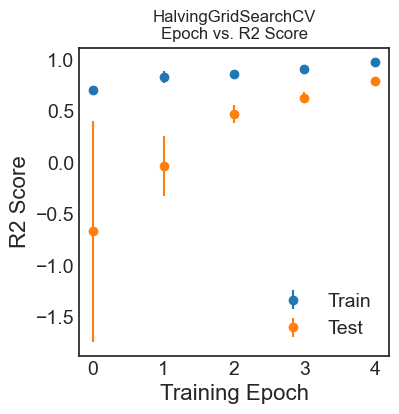 HalvingGridSearchCV
Epoch vs. R2 Score
1.0
0.5
0.0
−0.5
−1.0
−1.5
R2 Score
0 1 2 3 4
Training Epoch
Train
Test